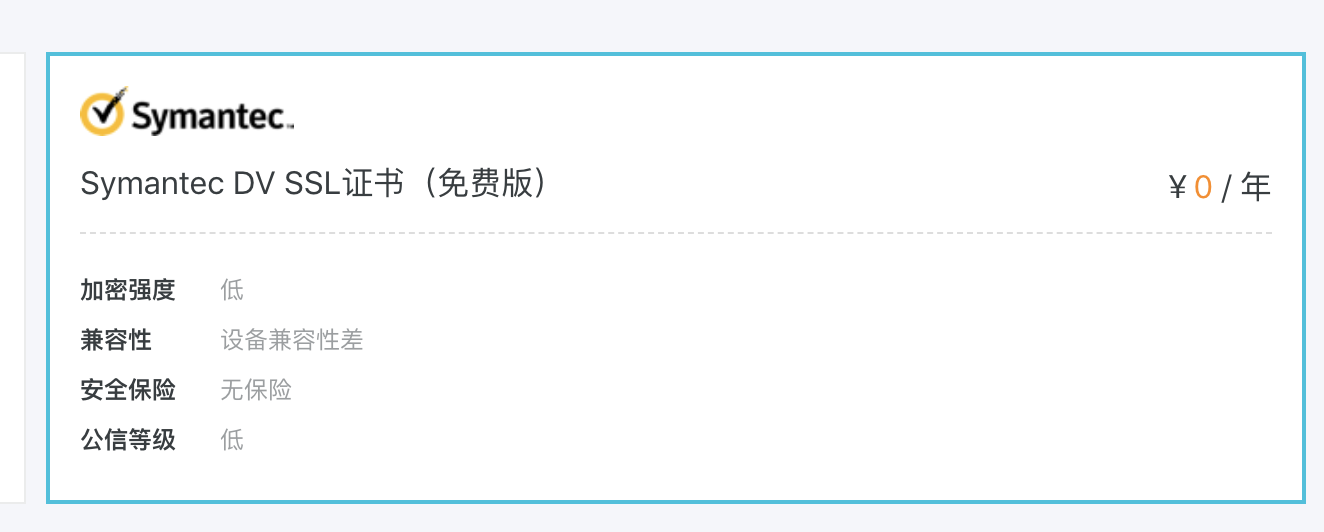 Symantec™
Symantec DV SSL证书（免费版）
¥ 0 / 年
加密强度 低
兼容性 设备兼容性差
安全保险 无保险
公信等级 低